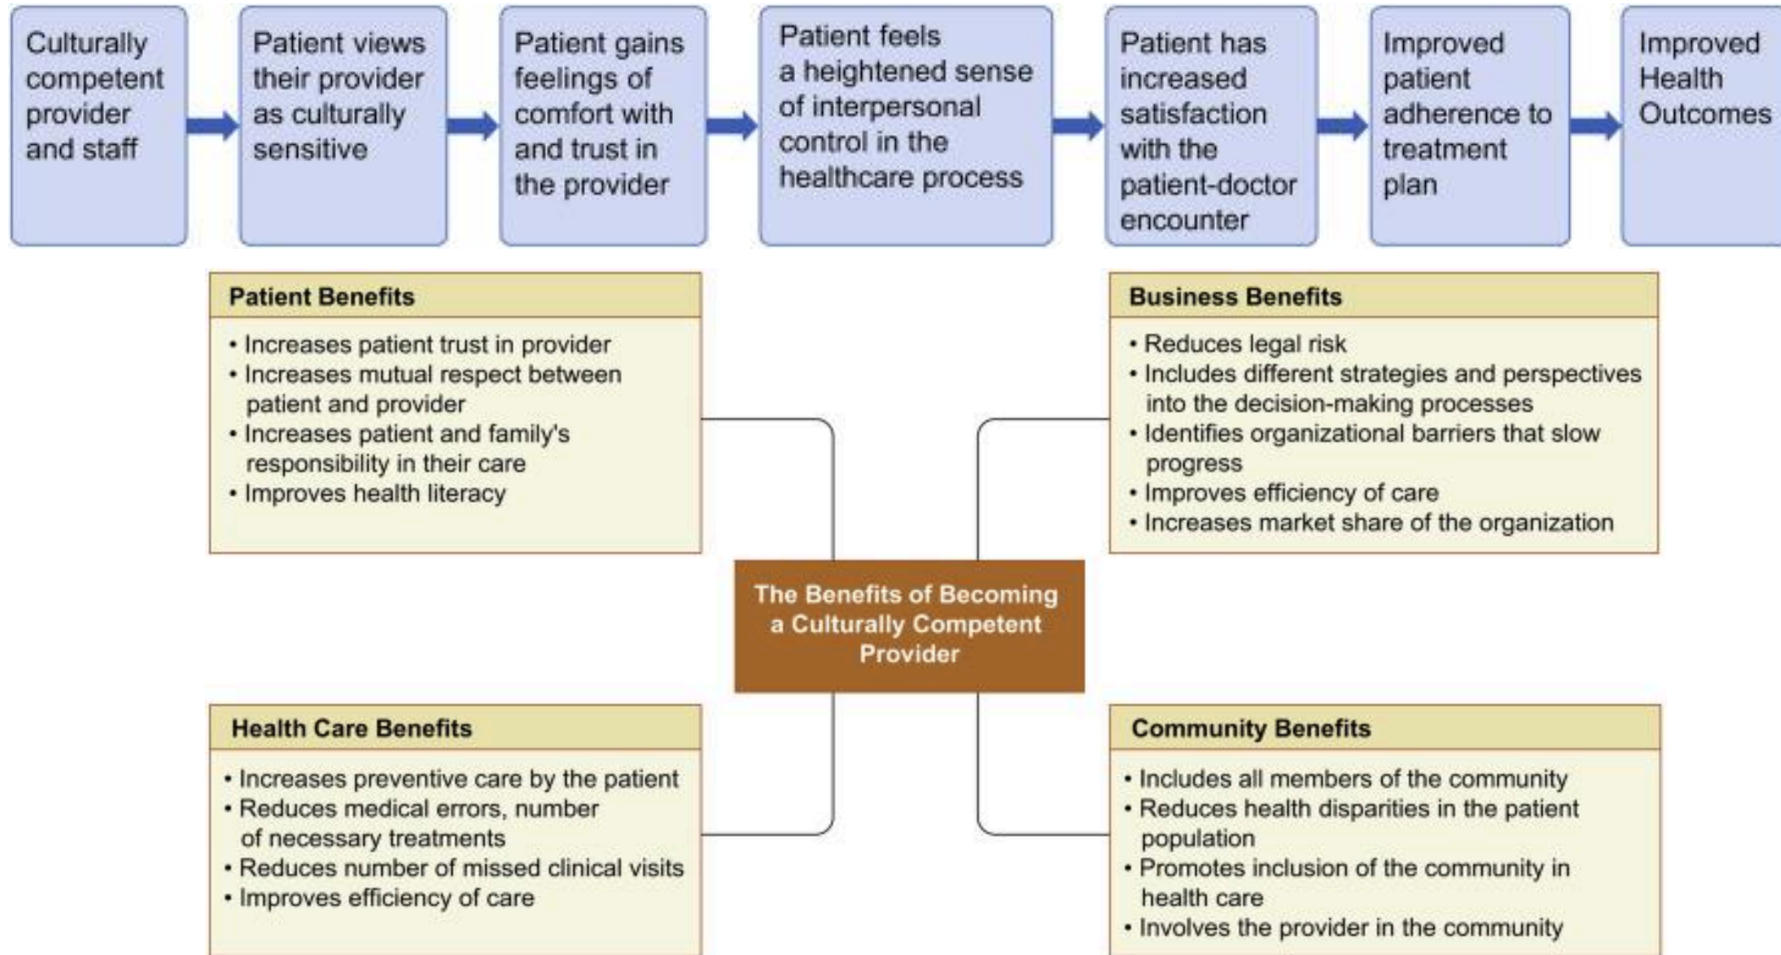 Culturally
competent
provider
and staff
Patient views
their provider
as culturally
sensitive
Patient gains
feelings of
comfort with
and trust in
the provider
Patient feels
a heightened sense
of interpersonal
control in the
healthcare process
Patient has
increased
satisfaction
with the
patient-doctor
encounter
Improved
patient
adherence to
treatment
plan
Improved
Health
Outcomes
Patient Benefits
• Increases patient trust in provider
• Increases mutual respect between
patient and provider
• Increases patient and family's
responsibility in their care
• Improves health literacy
Business Benefits
• Reduces legal risk
• Includes different strategies and perspectives
into the decision-making processes
• Identifies organizational barriers that slow
progress
• Improves efficiency of care
• Increases market share of the organization
The Benefits of Becoming
a Culturally Competent
Provider
Health Care Benefits
• Increases preventive care by the patient
• Reduces medical errors, number
of necessary treatments
• Reduces number of missed clinical visits
• Improves efficiency of care
Community Benefits
• Includes all members of the community
• Reduces health disparities in the patient
population
• Promotes inclusion of the community in
health care
• Involves the provider in the community